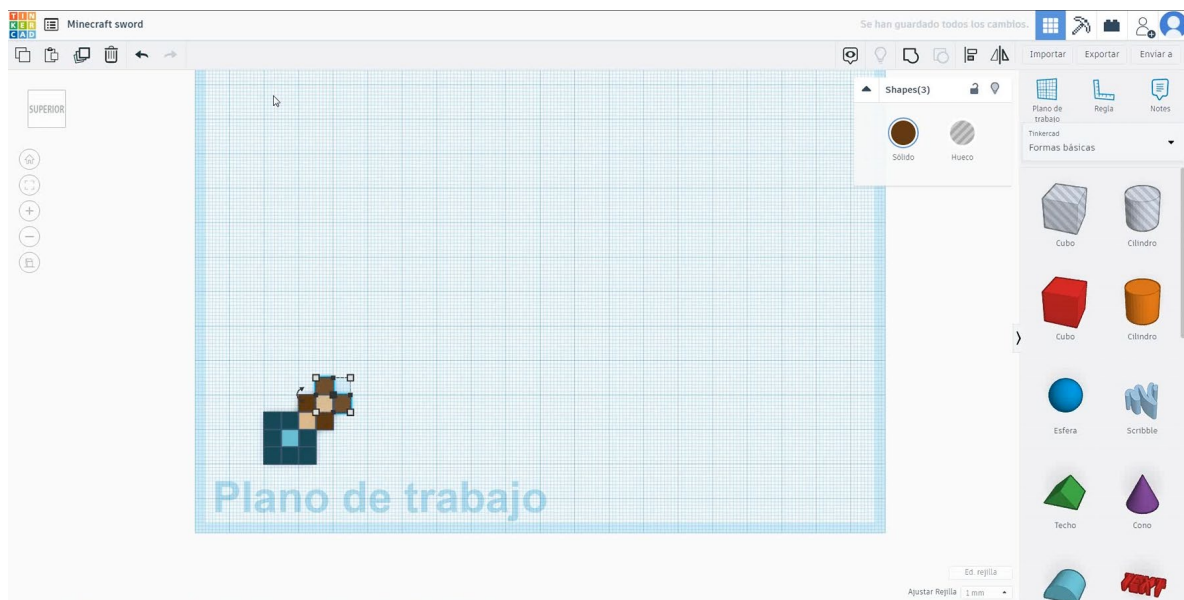 TIN
KER
CAD
Minecraft sword
Se han guardado todos los cambios.
Importar
Exportar
Enviar a
SUPERIOR
Shapes(3)
Sólido
Hueco
Plano de
trabajo
Regla
Notes
Tinkercad
Formas básicas
Cubo
Cilindro
Cubo
Cilindro
Esfera
Scribble
Techo
Cono
TEXT
Plano de trabajo
Ed. rejilla
Ajustar Rejilla
1 mm